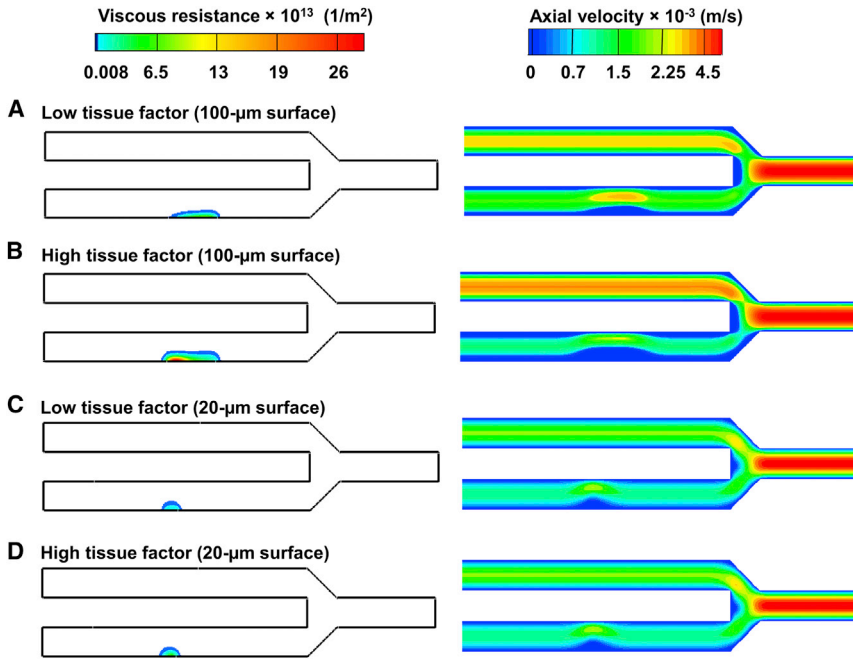 Viscous resistance × 10¹³ (1/m²)
0.008 6.5 13 19 26
Axial velocity × 10⁻³ (m/s)
0 0.7 1.5 2.25 4.5
A Low tissue factor (100-µm surface)
B High tissue factor (100-µm surface)
C Low tissue factor (20-µm surface)
D High tissue factor (20-µm surface)